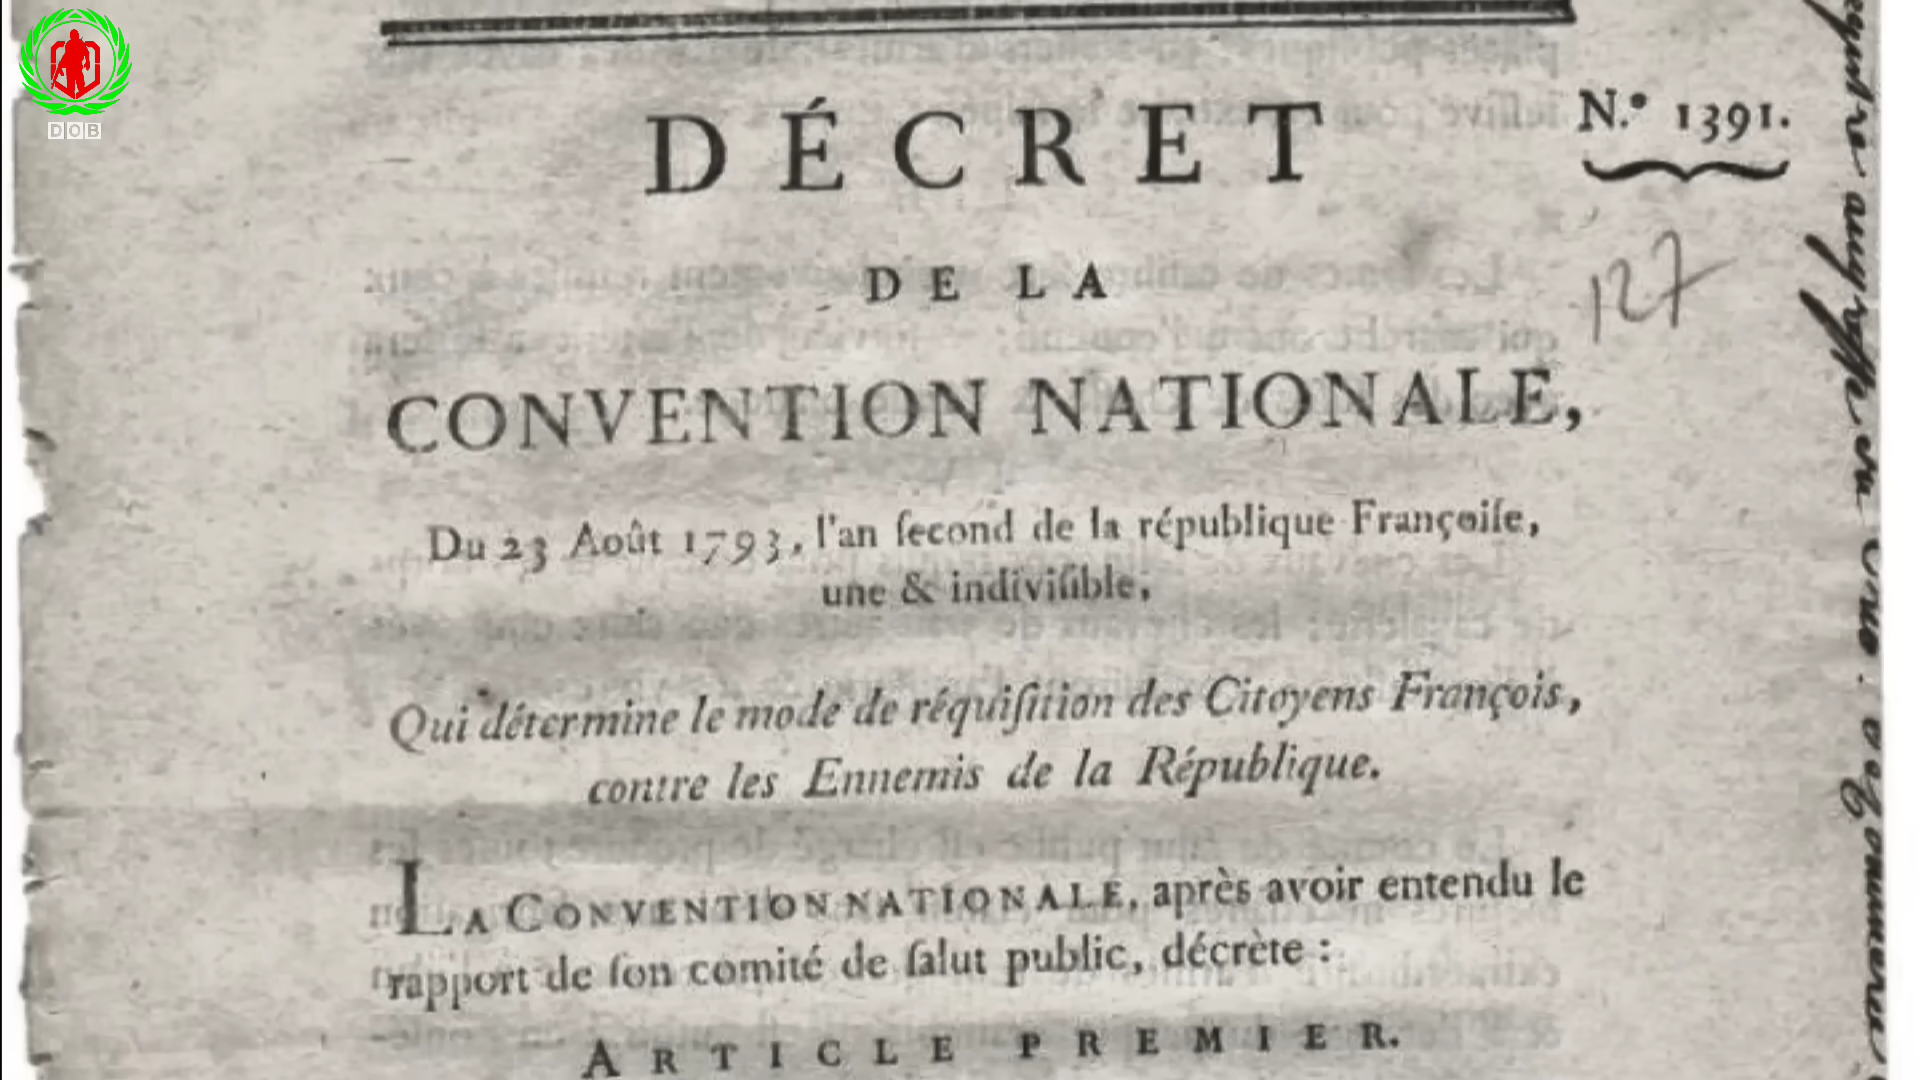 DOB
DÉCRET
N.º 1391.
127
DE LA
CONVENTION NATIONALE,
Du 23 Août 1793, l'an ſecond de la république Françoiſe,
une & indiviſible,
Qui détermine le mode de réquiſition des Citoyens François,
contre les Ennemis de la République.
LA CONVENTION NATIONALE, après avoir entendu le
rapport de ſon comité de ſalut public, décrète :
ARTICLE PREMIER.